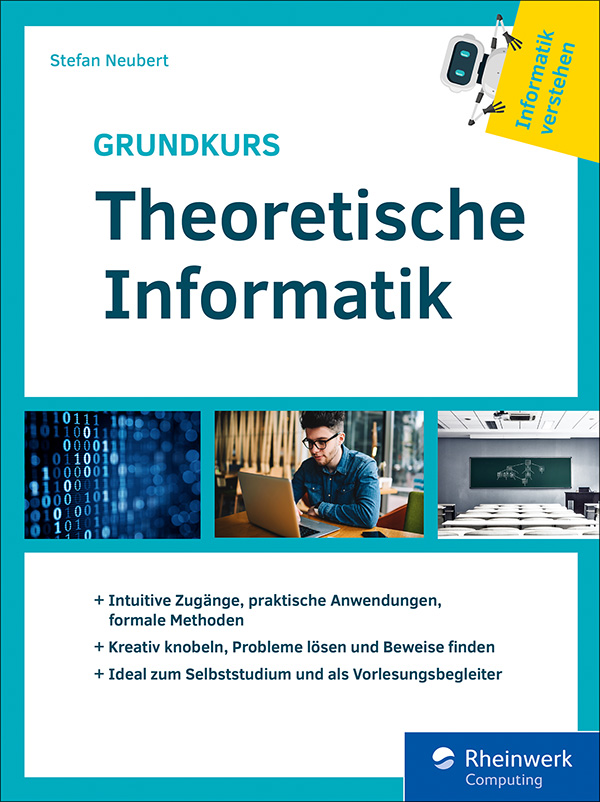 Stefan Neubert
Informatik
verstehen
GRUNDKURS
Theoretische
Informatik
+ Intuitive Zugänge, praktische Anwendungen,
formale Methoden
+ Kreativ knobeln, Probleme lösen und Beweise finden
+ Ideal zum Selbststudium und als Vorlesungsbegleiter
Rheinwerk
Computing